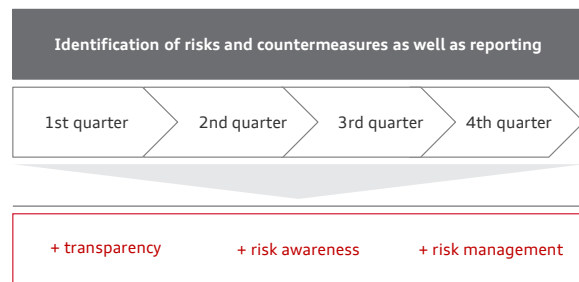 Identification of risks and countermeasures as well as reporting
1st quarter
2nd quarter
3rd quarter
4th quarter
+ transparency
+ risk awareness
+ risk management